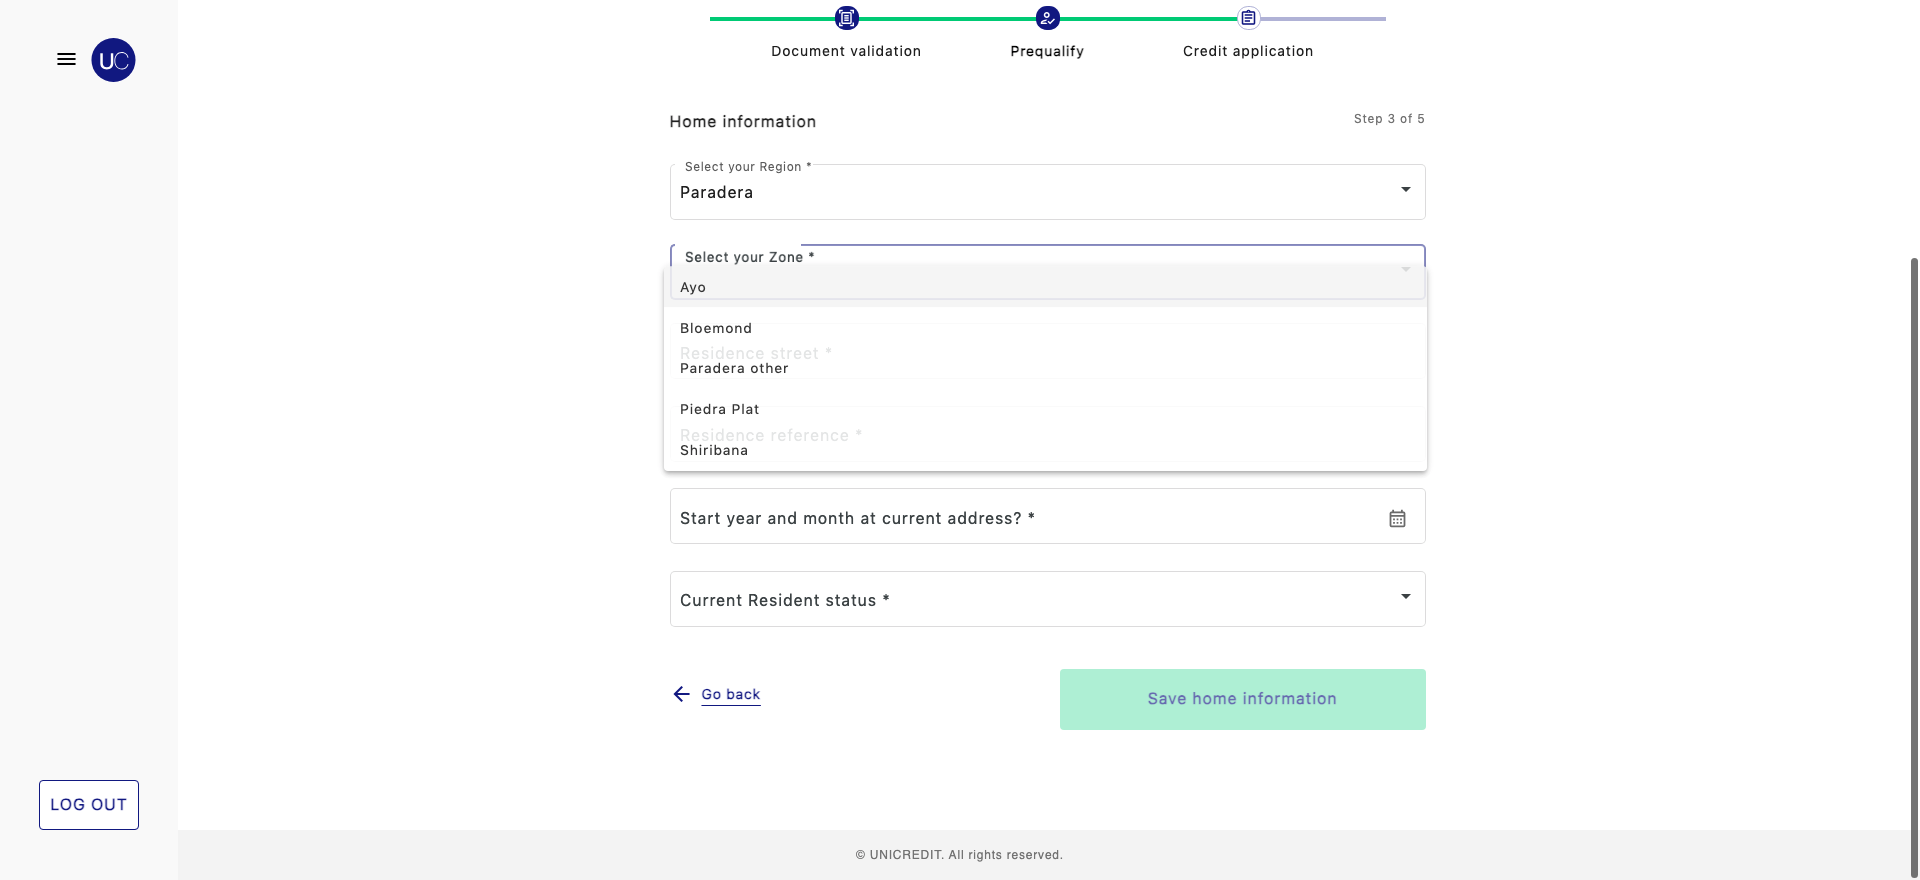 UC
Document validation
Prequalify
Credit application
Home information
Step 3 of 5
Select your Region *
Paradera
Select your Zone *
Ayo
Bloemond
Residence street *
Paradera other
Piedra Plat
Residence reference *
Shiribana
Start year and month at current address? *
Current Resident status *
Go back
Save home information
LOG OUT
© UNICREDIT. All rights reserved.